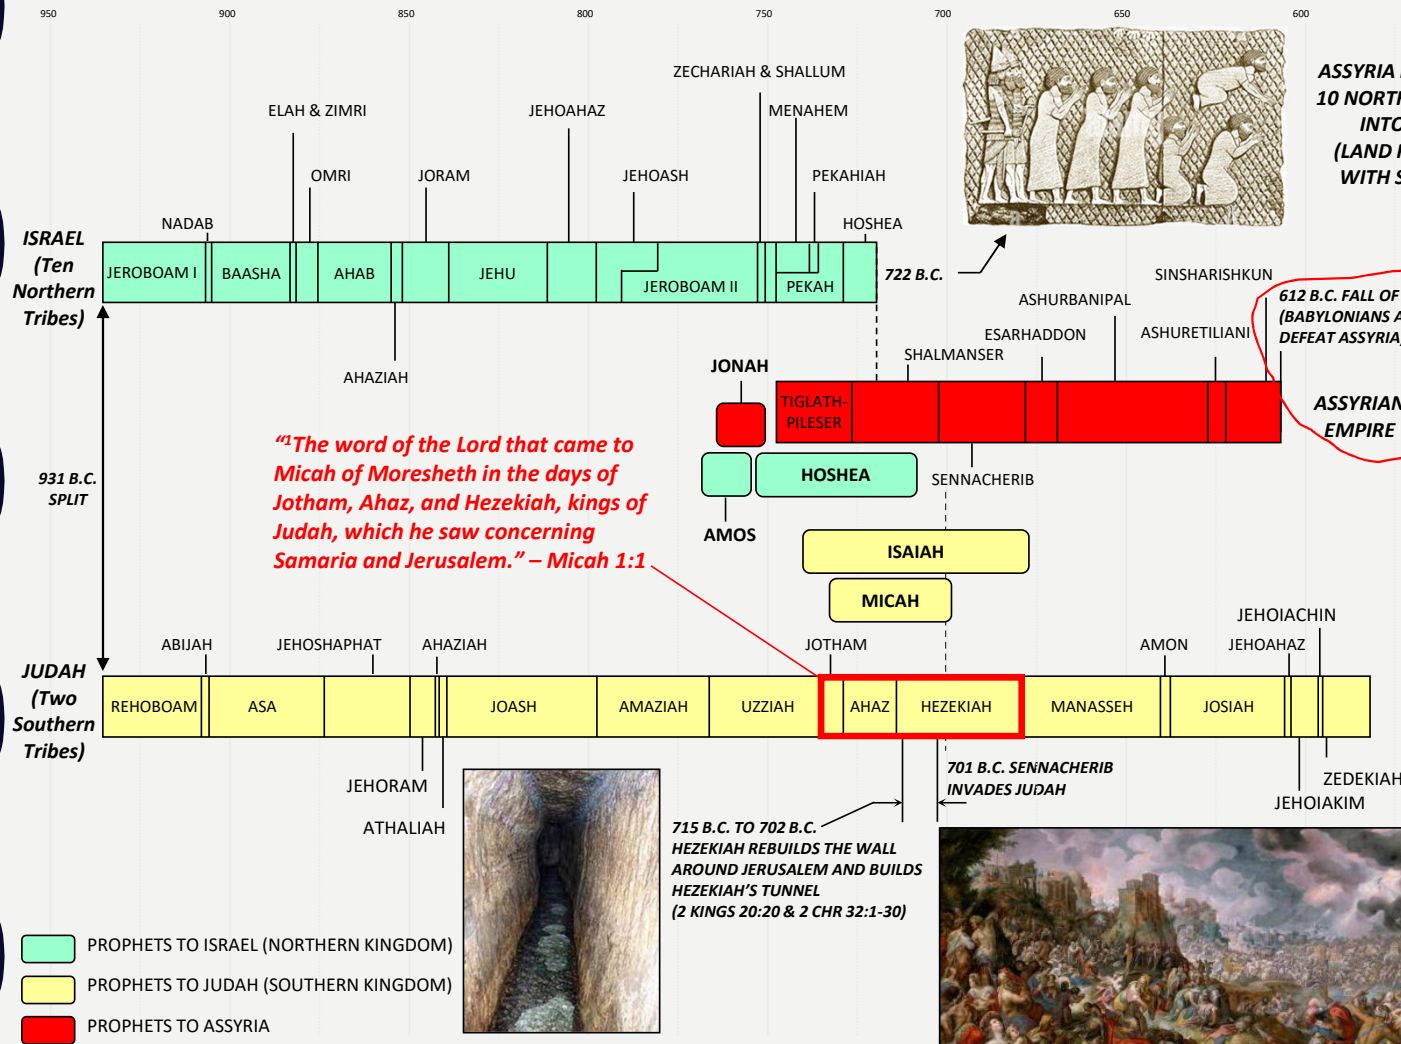 950
900
850
800
750
700
650
600
ZECHARIAH & SHALLUM
ELAH & ZIMRI
JEHOAHAZ
MENAHEM
OMRI
JORAM
JEHOASH
PEKAHIAH
NADAB
HOSHEA
ISRAEL
(Ten
Northern
Tribes)
JEROBOAM I
BAASHA
AHAB
JEHU
JEROBOAM II
PEKAH
AHAZIAH
722 B.C.
ASSYRIA
10 NORTH
INTO
(LAND
WITH S
SINSHARISHKUN
ASHURBANIPAL
ESARHADDON
ASHURETILIANI
SHALMANSER
612 B.C. FALL OF
(BABYLONIANS A
DEFEAT ASSYRIA
JONAH
TIGLATH-
PILESER
ASSYRIAN
EMPIRE
SENNACHERIB
HOSHEA
AMOS
ISAIAH
MICAH
931 B.C.
SPLIT
“1The word of the Lord that came to
Micah of Moresheth in the days of
Jotham, Ahaz, and Hezekiah, kings of
Judah, which he saw concerning
Samaria and Jerusalem.” – Micah 1:1
JEHOIACHIN
ABIJAH
JEHOSHAPHAT
AHAZIAH
JOTHAM
AMON
JEHOAHAZ
JUDAH
(Two
Southern
Tribes)
REHOBOAM
ASA
JOASH
AMAZIAH
UZZIAH
AHAZ
HEZEKIAH
MANASSEH
JOSIAH
JEHORAM
ATHALIAH
ZEDEKIAH
JEHOIAKIM
701 B.C. SENNACHERIB
INVADES JUDAH
715 B.C. TO 702 B.C.
HEZEKIAH REBUILDS THE WALL
AROUND JERUSALEM AND BUILDS
HEZEKIAH’S TUNNEL
(2 KINGS 20:20 & 2 CHR 32:1-30)
PROPHETS TO ISRAEL (NORTHERN KINGDOM)
PROPHETS TO JUDAH (SOUTHERN KINGDOM)
PROPHETS TO ASSYRIA